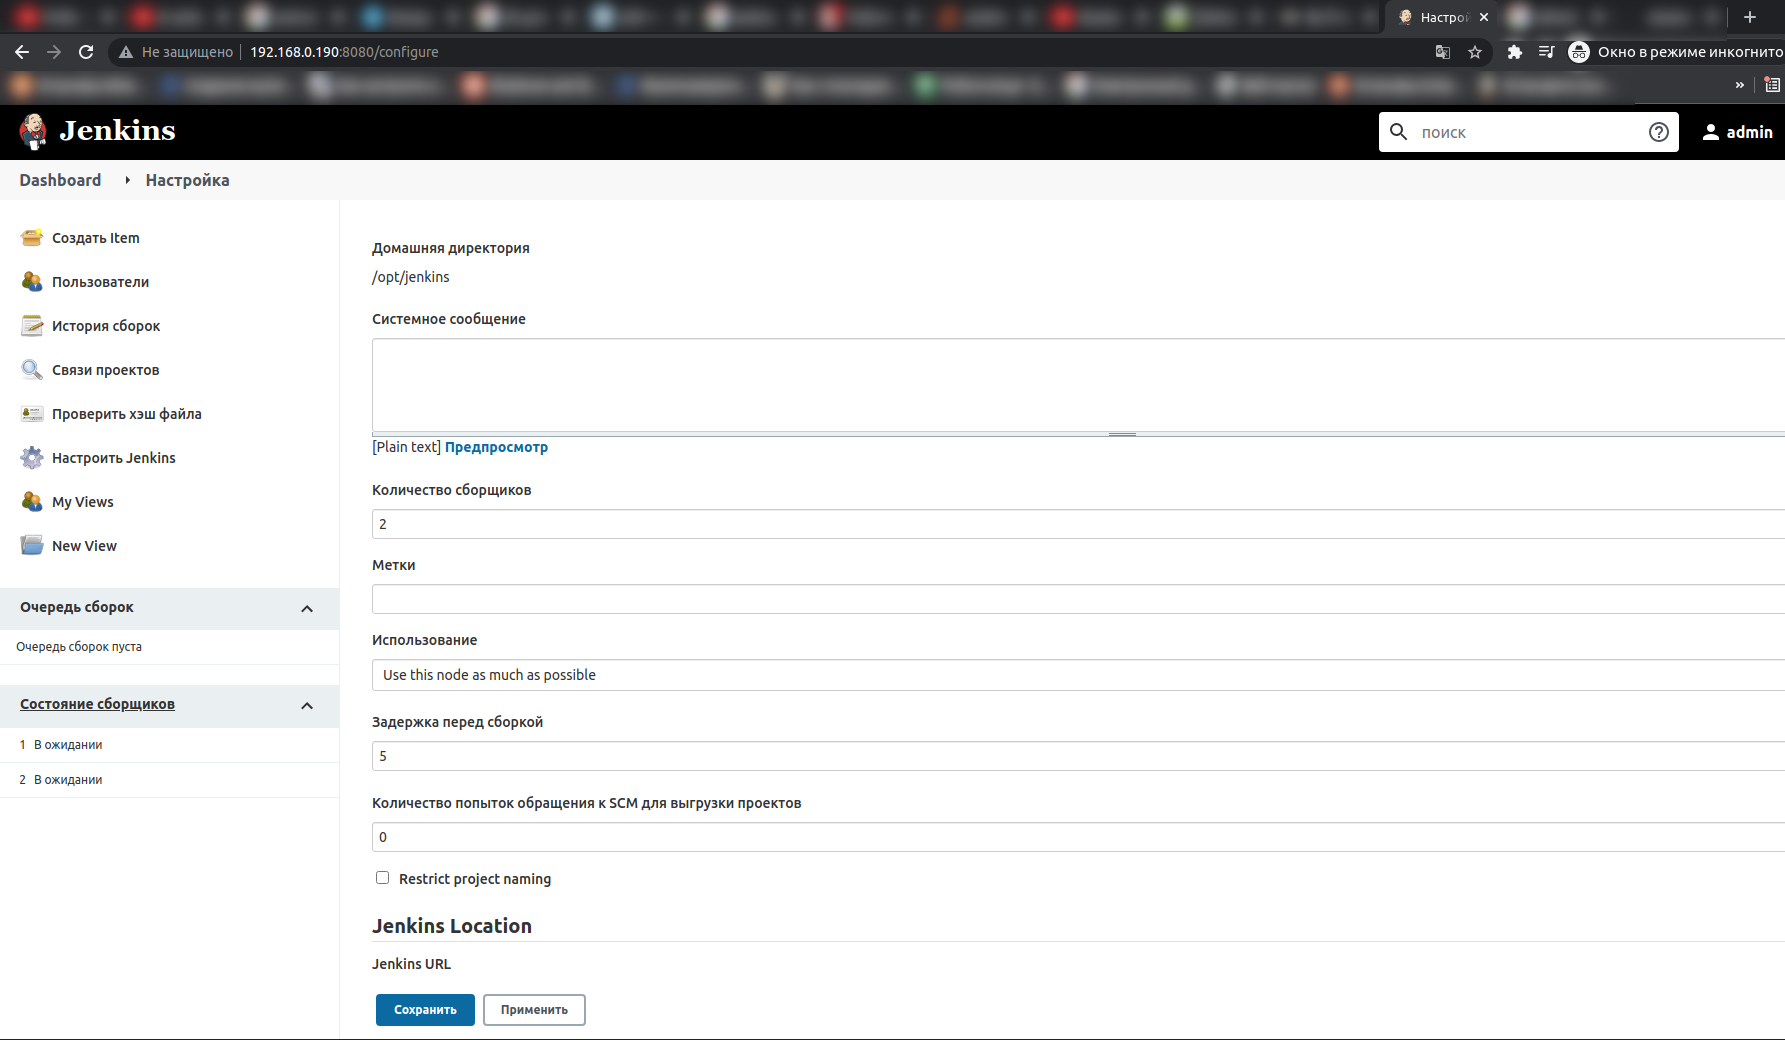 Настрой
Не защищено
192.168.0.190:8080/configure
Окно в режиме инкогнито
»
Jenkins
поиск
admin
Dashboard
Настройка
Создать Item
Пользователи
История сборок
Связи проектов
Проверить хэш файла
Настроить Jenkins
My Views
New View
Очередь сборок
Очередь сборок пуста
Состояние сборщиков
1 В ожидании
2 В ожидании
Домашняя директория
/opt/jenkins
Системное сообщение
[Plain text] Предпросмотр
Количество сборщиков
2
Метки
Использование
Use this node as much as possible
Задержка перед сборкой
5
Количество попыток обращения к SCM для выгрузки проектов
0
Restrict project naming
Jenkins Location
Jenkins URL
Сохранить
Применить